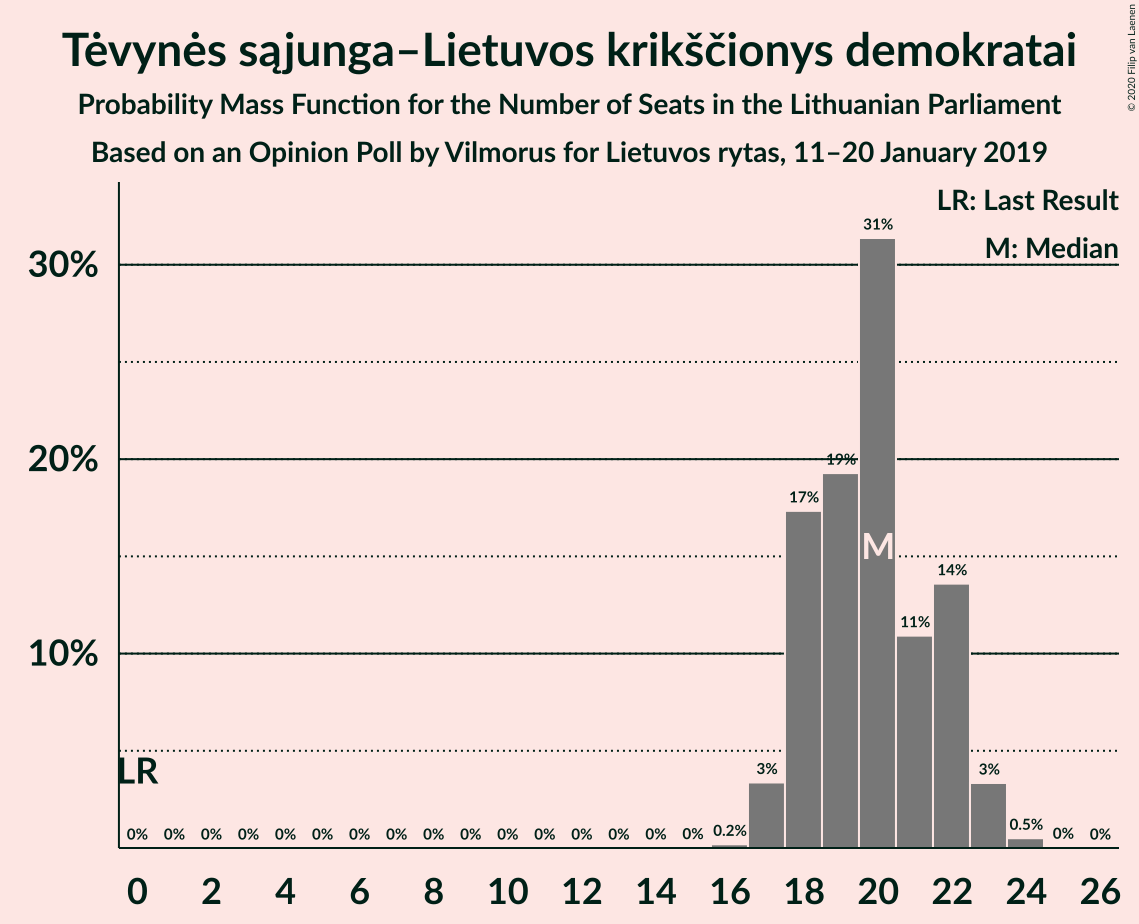 Tėvynės sąjunga–Lietuvos krikščionys demokratai
Probability Mass Function for the Number of Seats in the Lithuanian Parliament
Based on an Opinion Poll by Vilmorus for Lietuvos rytas, 11–20 January 2019
© 2020 Filip van Laenen
LR: Last Result
M: Median
30%
20%
10%
31%
19%
17%
M
14%
11%
LR
0% 0% 0% 0% 0% 0% 0% 0% 0% 0% 0% 0% 0% 0% 0% 0% 0.2% 3% 3% 0.5% 0% 0%
0 2 4 6 8 10 12 14 16 18 20 22 24 26